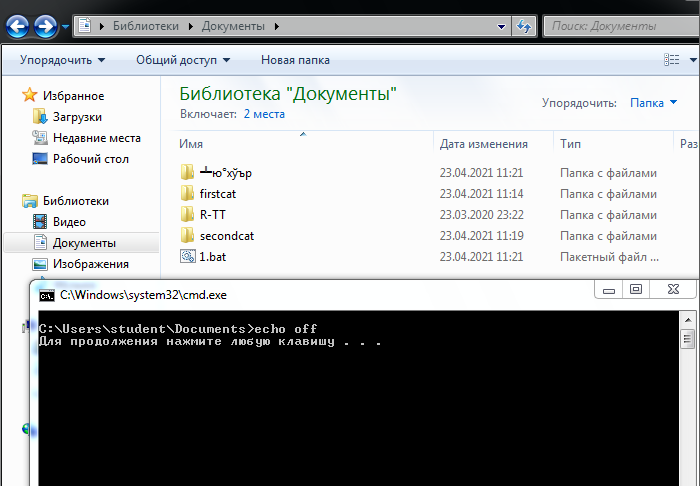 Библиотеки ▸ Документы ▸
Поиск: Документы
Упорядочить Общий доступ Новая папка
Избранное
Загрузки
Недавние места
Рабочий стол
Библиотеки
Видео
Документы
Изображения
Библиотека "Документы"
Включает: 2 места
Упорядочить: Папка
Имя Дата изменения Тип Раз
┷ю°хўър 23.04.2021 11:21 Папка с файлами
firstcat 23.04.2021 11:14 Папка с файлами
R-TT 23.03.2020 23:22 Папка с файлами
secondcat 23.04.2021 11:19 Папка с файлами
1.bat 23.04.2021 11:21 Пакетный файл ...
C:\Windows\system32\cmd.exe
C:\Users\student\Documents>echo off
Для продолжения нажмите любую клавишу . . .